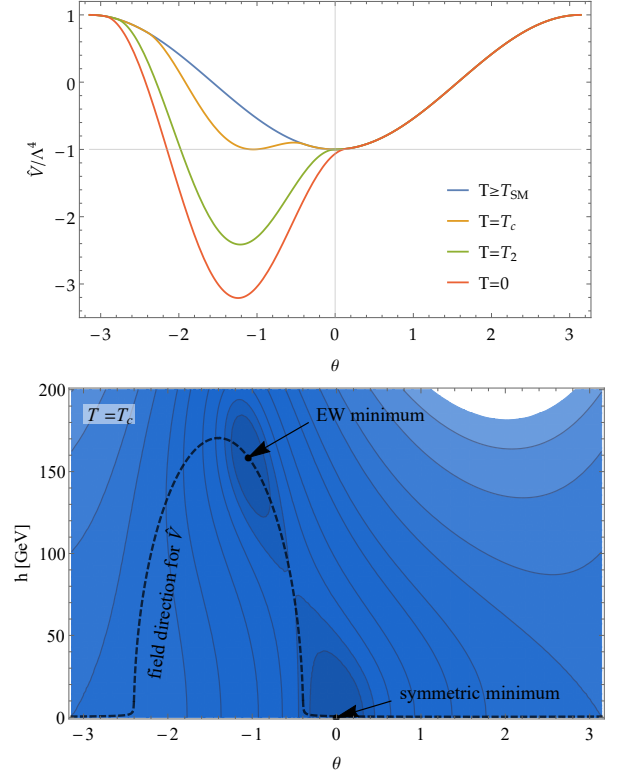 1
0
-1
-2
-3
V̂/Λ⁴
T≥T_SM
T=T_c
T=T_2
T=0
-3 -2 -1 0 1 2 3
θ
200
150
100
50
0
h [GeV]
T=T_c
EW minimum
field direction for V̂
symmetric minimum
-3 -2 -1 0 1 2 3
θ